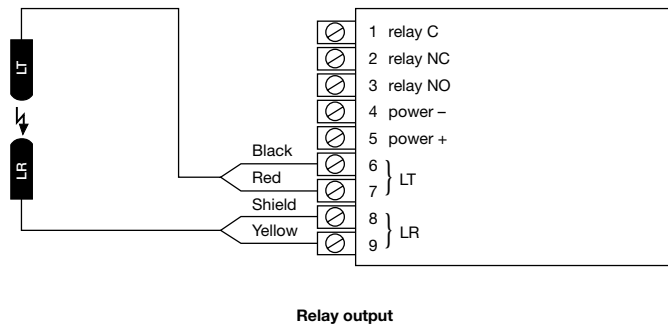 LT
LR
1 relay C
2 relay NC
3 relay NO
4 power –
5 power +
Black 6
Red 7
LT
Shield 8
Yellow 9
LR
Relay output